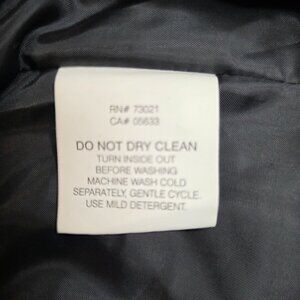 RN# 73021
CA# 05633
DO NOT DRY CLEAN
TURN INSIDE OUT
BEFORE WASHING
MACHINE WASH COLD
SEPARATELY, GENTLE CYCLE.
USE MILD DETERGENT.